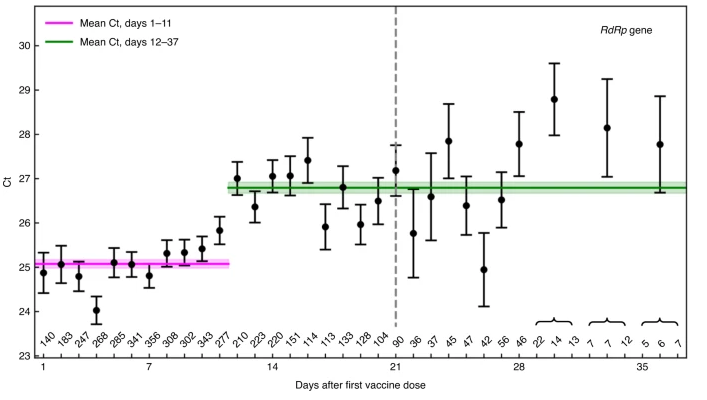 Mean Ct, days 1–11
Mean Ct, days 12–37
RdRp gene
30
29
28
27
26
25
24
23
Ct
140 183 247 268 285 341 356 308 302 343 277 210 223 220 151 114 113 133 128 104 90 36 37 45 47 42 56 46 22 14 13 7 7 12 5 6 7
1 7 14 21 28 35
Days after first vaccine dose